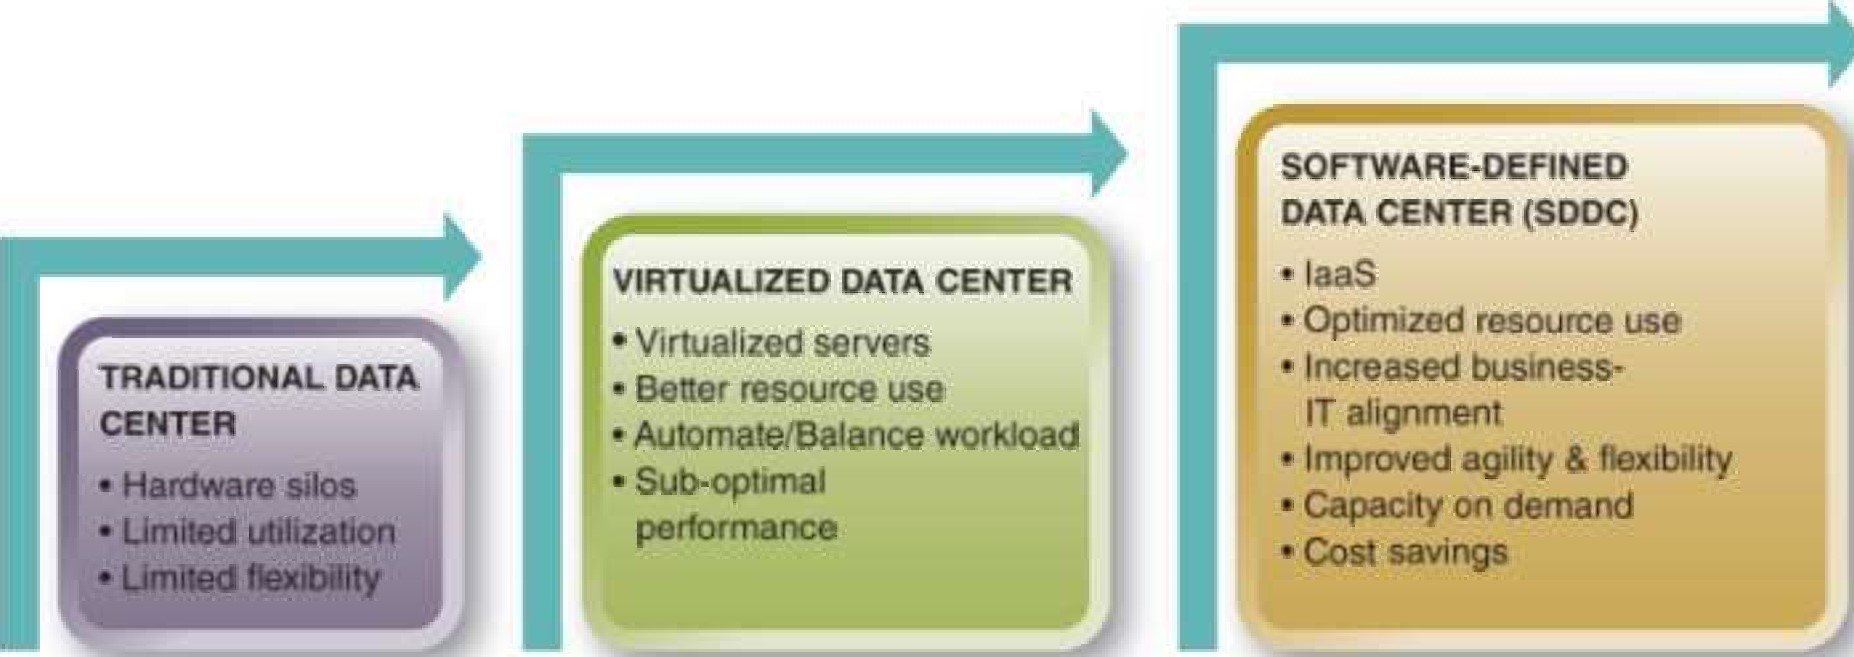 TRADITIONAL DATA
CENTER
• Hardware silos
• Limited utilization
• Limited flexibility
VIRTUALIZED DATA CENTER
• Virtualized servers
• Better resource use
• Automate/Balance workload
• Sub-optimal
performance
SOFTWARE-DEFINED
DATA CENTER (SDDC)
• IaaS
• Optimized resource use
• Increased business-
IT alignment
• Improved agility & flexibility
• Capacity on demand
• Cost savings